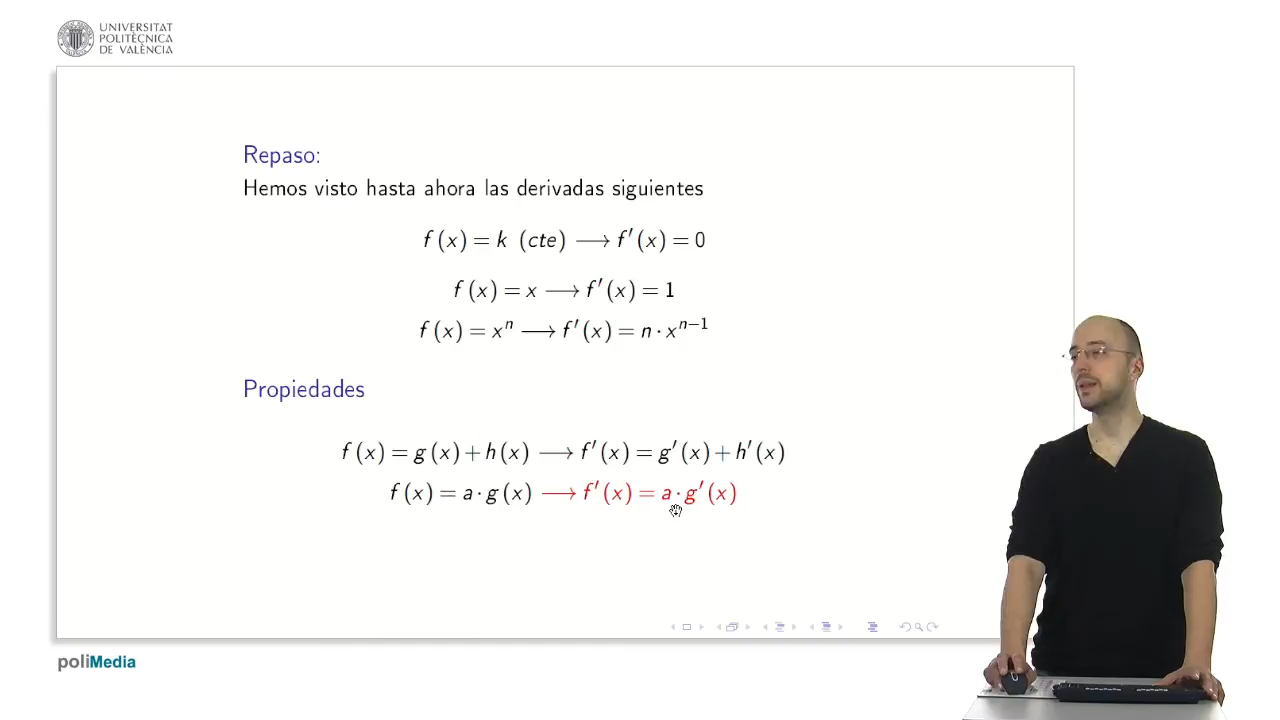 UNIVERSITAT
POLITÈCNICA
DE VALÈNCIA
Repaso:
Hemos visto hasta ahora las derivadas siguientes
f(x) = k (cte) ⟶ f′(x) = 0
f(x) = x ⟶ f′(x) = 1
f(x) = xⁿ ⟶ f′(x) = n · xⁿ⁻¹
Propiedades
f(x) = g(x) + h(x) ⟶ f′(x) = g′(x) + h′(x)
f(x) = a · g(x) ⟶ f′(x) = a · g′(x)
poliMedia